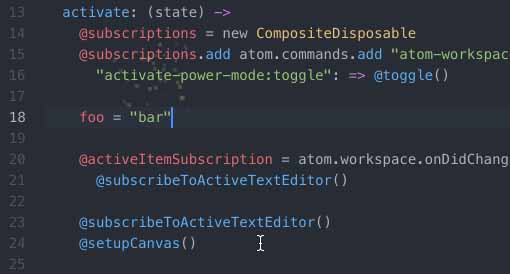 13 activate: (state) ->
14 @subscriptions = new CompositeDisposable
15 @subscriptions.add atom.commands.add "atom-workspac
16 "activate-power-mode:toggle": => @toggle()
17
18 foo = "bar"
19
20 @activeItemSubscription = atom.workspace.onDidChang
21 @subscribeToActiveTextEditor()
22
23 @subscribeToActiveTextEditor()
24 @setupCanvas()
25